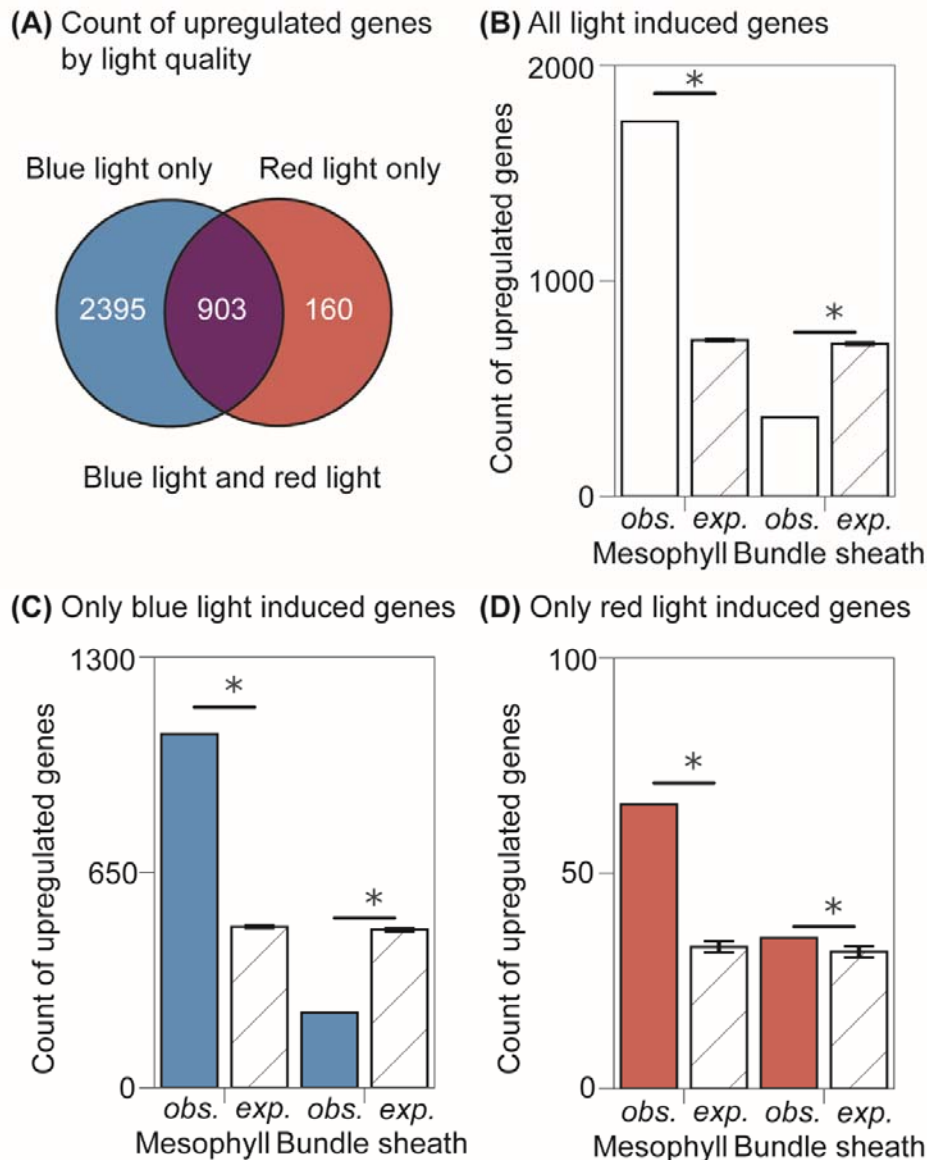 (A) Count of upregulated genes
by light quality
Blue light only
Red light only
2395
903
160
Blue light and red light
(B) All light induced genes
Count of upregulated genes
2000
1000
0
*
*
obs. exp. obs. exp.
Mesophyll Bundle sheath
(C) Only blue light induced genes
Count of upregulated genes
1300
650
0
*
*
obs. exp. obs. exp.
Mesophyll Bundle sheath
(D) Only red light induced genes
Count of upregulated genes
100
50
0
*
*
obs. exp. obs. exp.
Mesophyll Bundle sheath